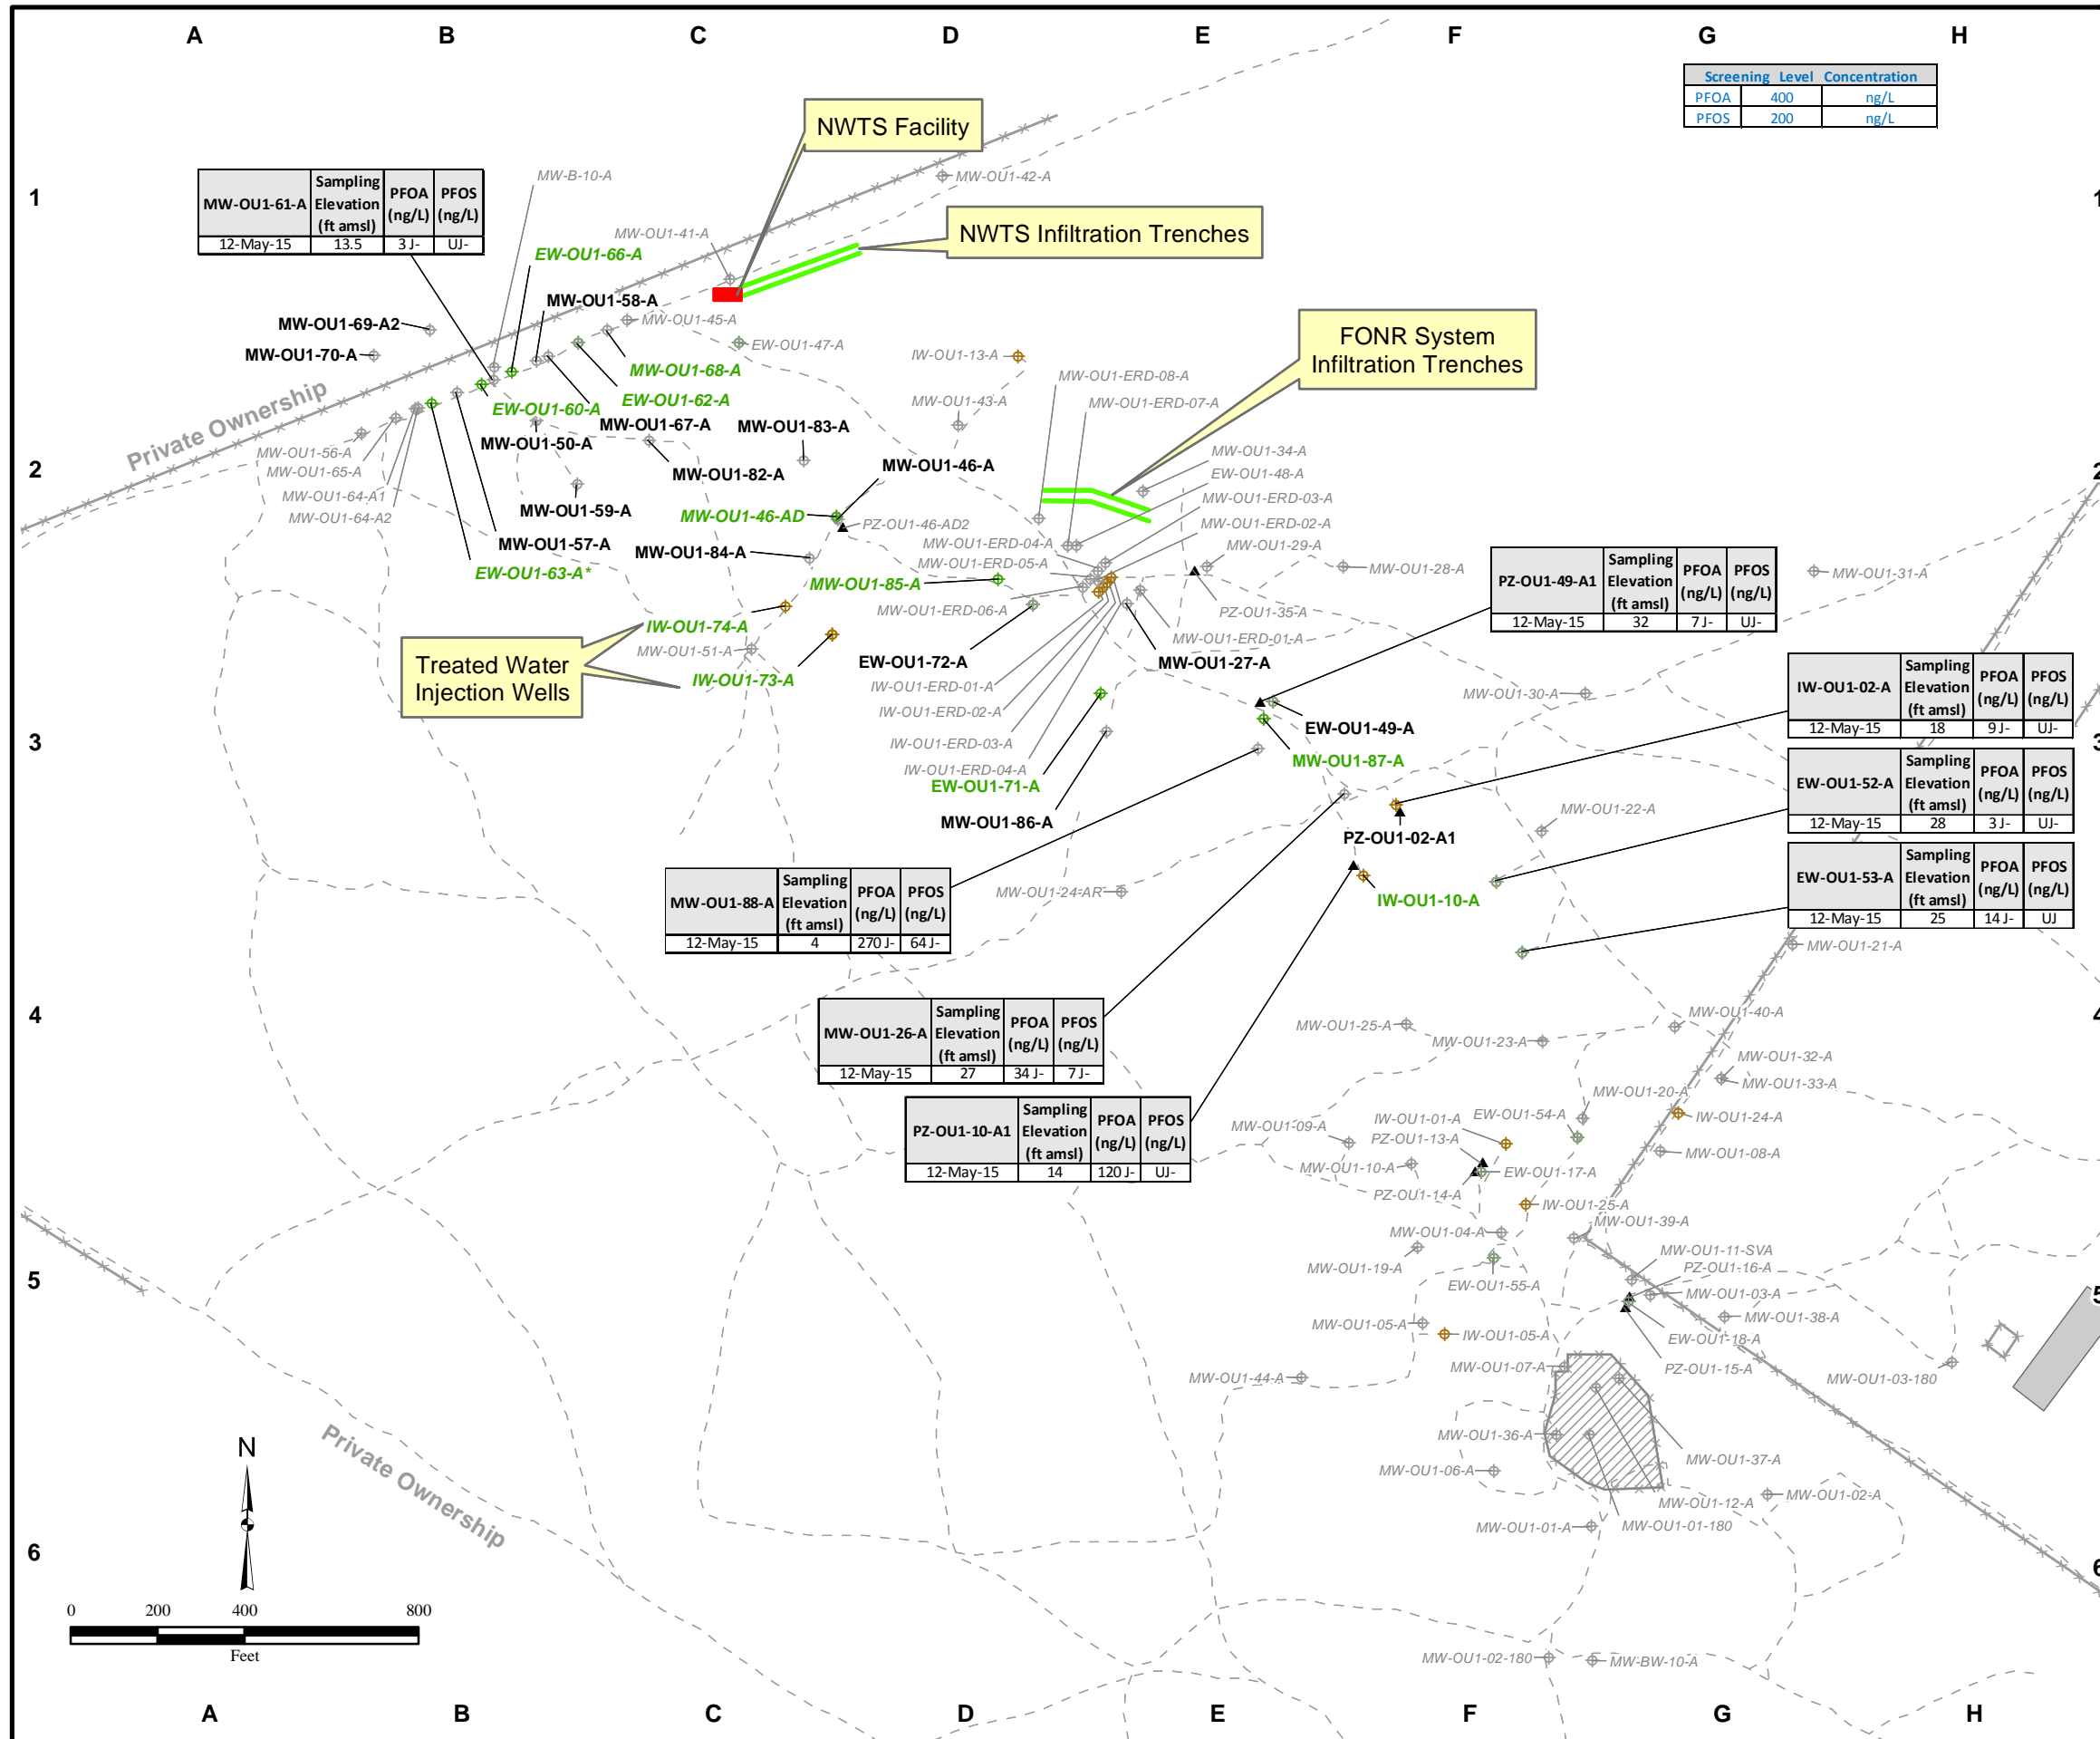 A B C D E F G H
Screening Level Concentration
PFOA 400 ng/L
PFOS 200 ng/L
NWTS Facility
1
1
MW-OU1-61-A Sampling Elevation (ft amsl) PFOA (ng/L) PFOS (ng/L)
12-May-15 13.5 3 J- UJ-
MW-B-10-A
MW-OU1-42-A
NWTS Infiltration Trenches
MW-OU1-41-A
EW-OU1-66-A
MW-OU1-58-A
MW-OU1-69-A2
MW-OU1-70-A
MW-OU1-45-A
EW-OU1-47-A
MW-OU1-68-A
EW-OU1-62-A
EW-OU1-60-A
MW-OU1-67-A
MW-OU1-50-A
MW-OU1-83-A
MW-OU1-82-A
MW-OU1-59-A
MW-OU1-57-A
EW-OU1-63-A*
Private Ownership
MW-OU1-56-A
MW-OU1-65-A
MW-OU1-64-A1
MW-OU1-64-A2
2
2
IW-OU1-13-A
MW-OU1-43-A
FONR System
Infiltration Trenches
MW-OU1-ERD-08-A
MW-OU1-ERD-07-A
MW-OU1-46-A
MW-OU1-46-AD
PZ-OU1-46-AD2
MW-OU1-84-A
MW-OU1-85-A
MW-OU1-34-A
EW-OU1-48-A
MW-OU1-ERD-03-A
MW-OU1-ERD-02-A
MW-OU1-ERD-04-A
MW-OU1-ERD-05-A
MW-OU1-ERD-06-A
MW-OU1-29-A
MW-OU1-28-A
PZ-OU1-35-A
MW-OU1-ERD-01-A
MW-OU1-27-A
EW-OU1-72-A
IW-OU1-ERD-01-A
IW-OU1-ERD-02-A
IW-OU1-ERD-03-A
IW-OU1-ERD-04-A
PZ-OU1-49-A1 Sampling Elevation (ft amsl) PFOA (ng/L) PFOS (ng/L)
12-May-15 32 7 J- UJ-
MW-OU1-31-A
Treated Water
Injection Wells
IW-OU1-74-A
MW-OU1-51-A
IW-OU1-73-A
3
3
EW-OU1-71-A
MW-OU1-86-A
EW-OU1-49-A
MW-OU1-87-A
MW-OU1-30-A
IW-OU1-02-A Sampling Elevation (ft amsl) PFOA (ng/L) PFOS (ng/L)
12-May-15 18 9 J- UJ-
EW-OU1-52-A Sampling Elevation (ft amsl) PFOA (ng/L) PFOS (ng/L)
12-May-15 28 3 J- UJ-
EW-OU1-53-A Sampling Elevation (ft amsl) PFOA (ng/L) PFOS (ng/L)
12-May-15 25 14 J- UJ
MW-OU1-22-A
PZ-OU1-02-A1
IW-OU1-10-A
MW-OU1-24-AR
MW-OU1-21-A
MW-OU1-88-A Sampling Elevation (ft amsl) PFOA (ng/L) PFOS (ng/L)
12-May-15 4 270 J- 64 J-
4
4
MW-OU1-26-A Sampling Elevation (ft amsl) PFOA (ng/L) PFOS (ng/L)
12-May-15 27 34 J- 7 J-
PZ-OU1-10-A1 Sampling Elevation (ft amsl) PFOA (ng/L) PFOS (ng/L)
12-May-15 14 120 J- UJ-
MW-OU1-25-A
MW-OU1-23-A
MW-OU1-40-A
MW-OU1-32-A
MW-OU1-33-A
MW-OU1-20-A
IW-OU1-24-A
IW-OU1-01-A
EW-OU1-54-A
MW-OU1-09-A
PZ-OU1-13-A
MW-OU1-08-A
MW-OU1-10-A
EW-OU1-17-A
PZ-OU1-14-A
IW-OU1-25-A
MW-OU1-39-A
MW-OU1-04-A
MW-OU1-19-A
MW-OU1-11-SVA
PZ-OU1-16-A
EW-OU1-55-A
MW-OU1-03-A
5
5
MW-OU1-05-A
IW-OU1-05-A
MW-OU1-38-A
EW-OU1-18-A
PZ-OU1-15-A
MW-OU1-07-A
MW-OU1-44-A
MW-OU1-03-180
MW-OU1-36-A
MW-OU1-37-A
MW-OU1-06-A
MW-OU1-12-A
MW-OU1-02-A
MW-OU1-01-A
MW-OU1-01-180
Private Ownership
N
6
6
0 200 400 800
Feet
MW-OU1-02-180
MW-BW-10-A
A B C D E F G H